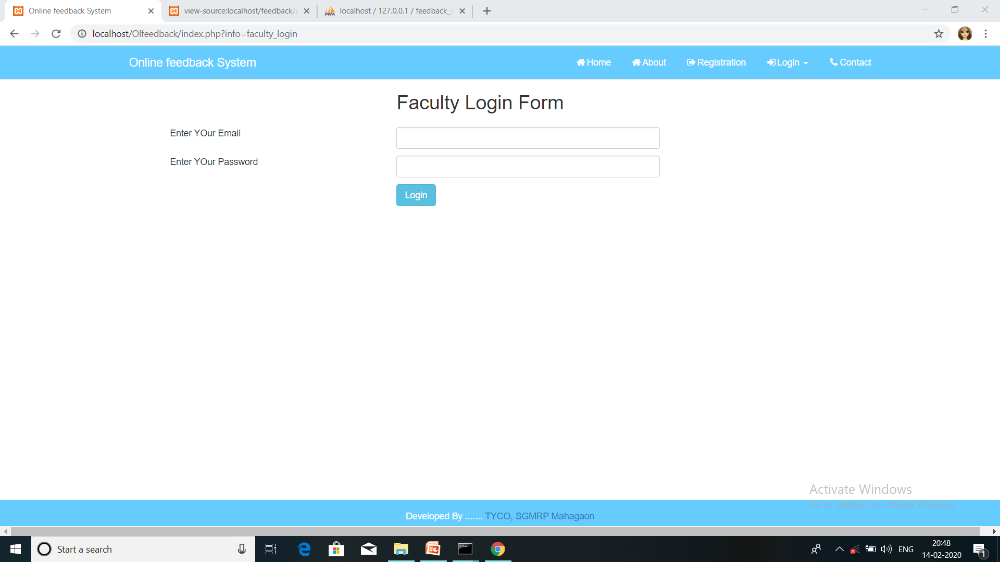 Online feedback System
view-source:localhost/feedback/i
PMA
localhost / 127.0.0.1 / feedback_s
localhost/Olfeedback/index.php?info=faculty_login
Online feedback System
Home
About
Registration
Login
Contact
Faculty Login Form
Enter YOur Email
Enter YOur Password
Login
Activate Windows
Go to Settings to activate Windows.
Developed By ....... TYCO, SGMRP Mahagaon
Start a search
ENG
20:48
14-02-2020
1